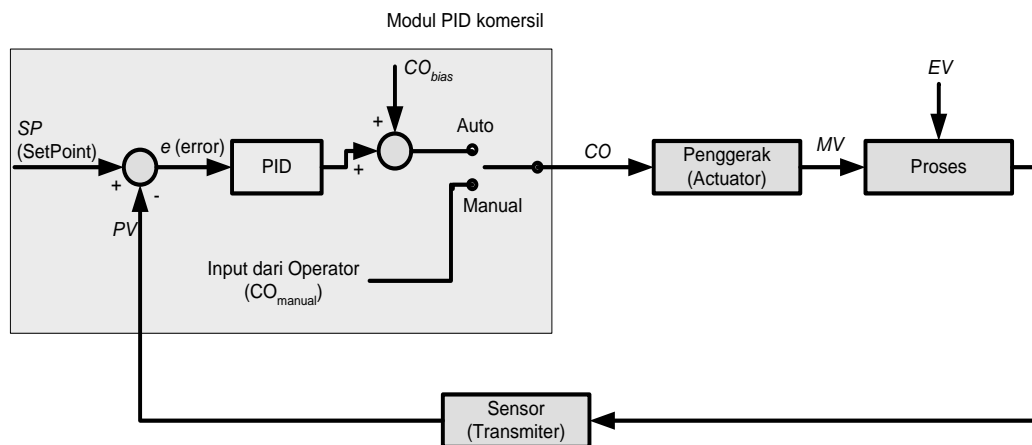 Modul PID komersil
CO_bias
EV
SP
(SetPoint)
e (error)
+
Auto
+
+
-
PID
CO
Penggerak
(Actuator)
MV
Proses
PV
Manual
Input dari Operator
(CO_manual)
Sensor
(Transmiter)